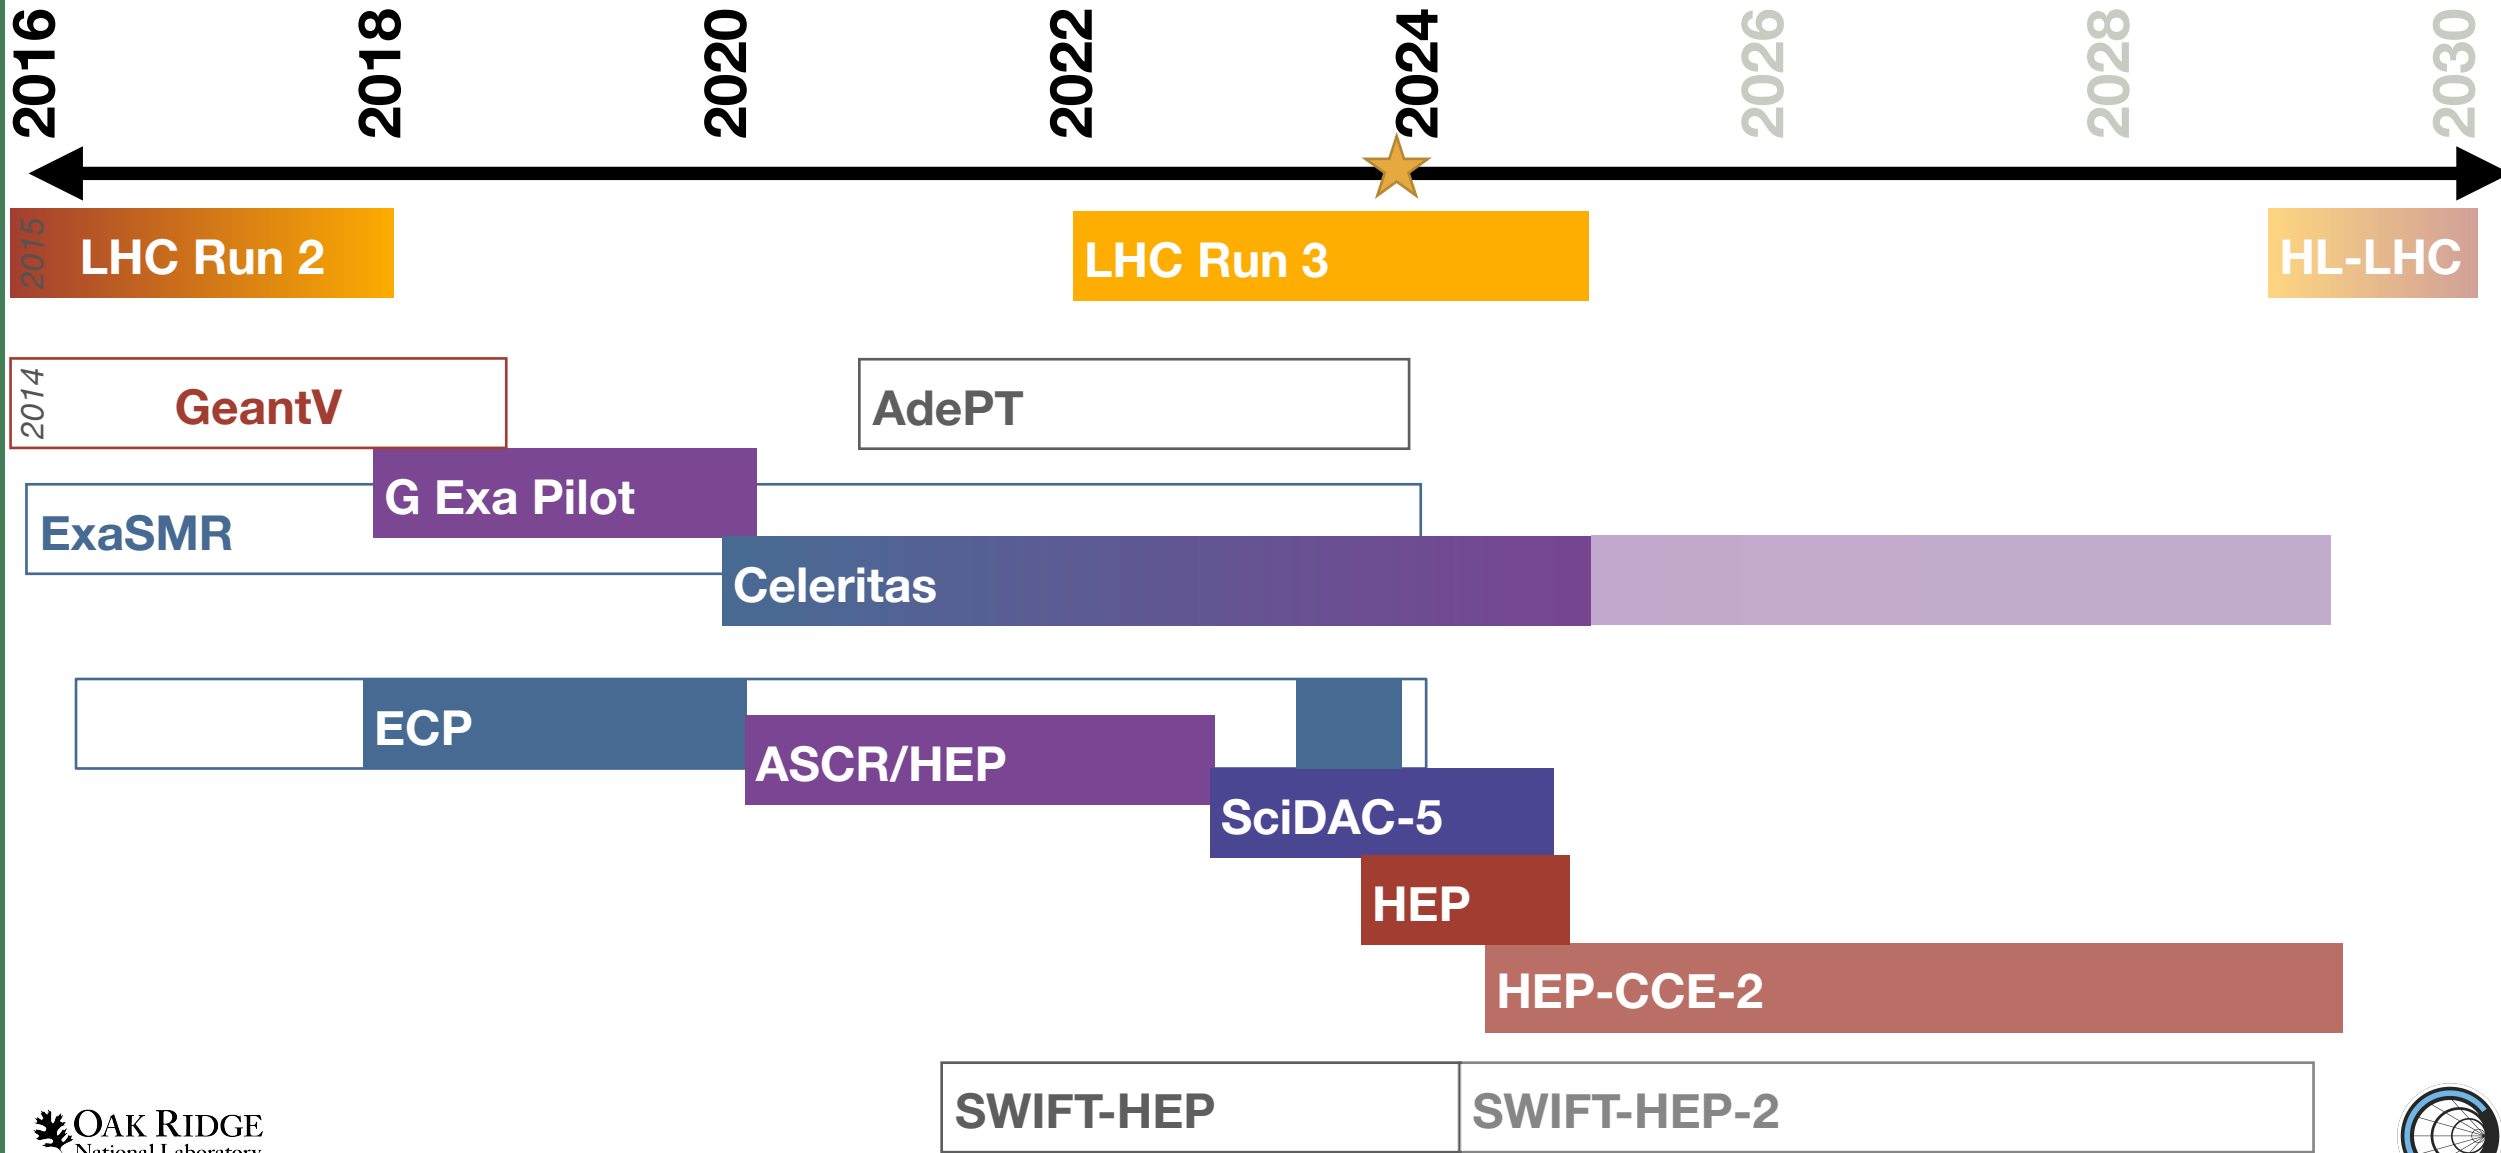 2016
2018
2020
2022
2024
2026
2028
2030
2015
LHC Run 2
LHC Run 3
HL-LHC
2014
GeantV
AdePT
G Exa Pilot
ExaSMR
Celeritas
ECP
ASCR/HEP
SciDAC-5
HEP
HEP-CCE-2
SWIFT-HEP
SWIFT-HEP-2
OAK RIDGE
National Laboratory